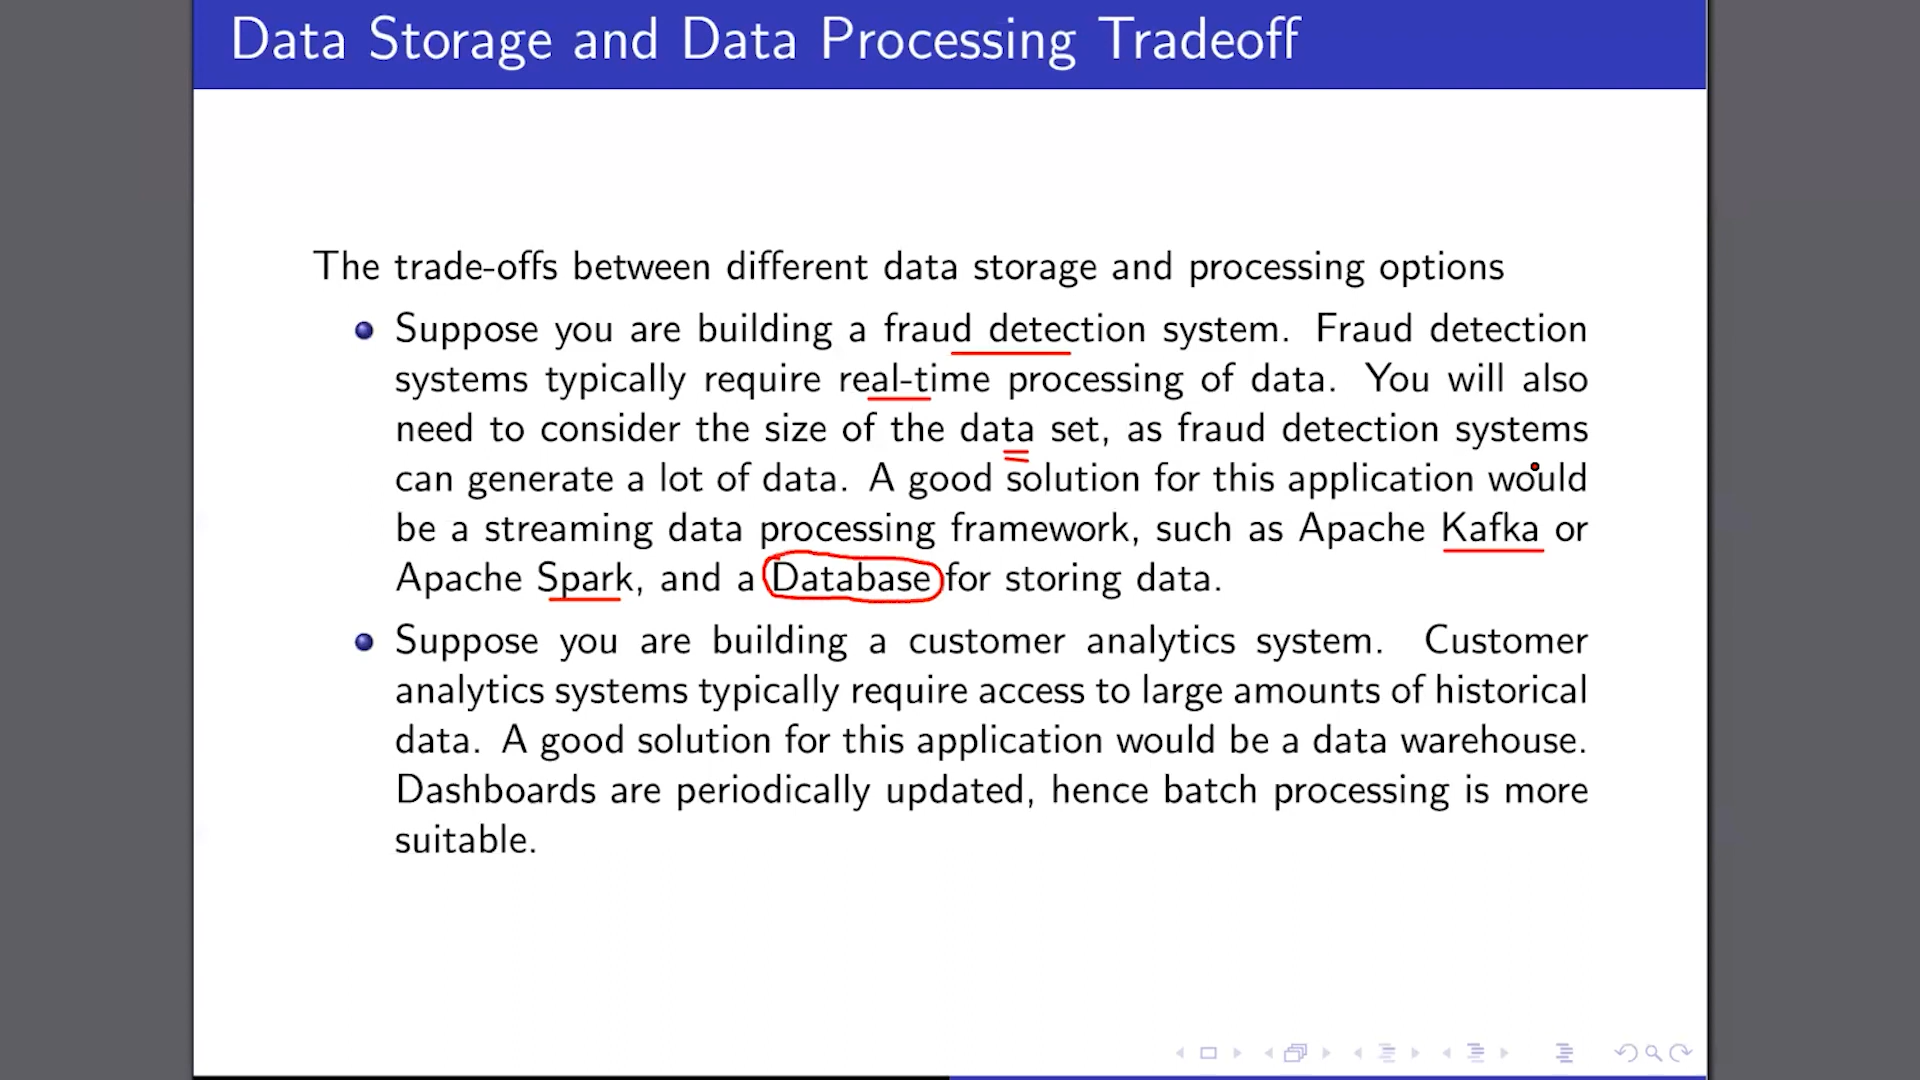 Data Storage and Data Processing Tradeoff
The trade-offs between different data storage and processing options
Suppose you are building a fraud detection system. Fraud detection
systems typically require real-time processing of data. You will also
need to consider the size of the data set, as fraud detection systems
can generate a lot of data. A good solution for this application would
be a streaming data processing framework, such as Apache Kafka or
Apache Spark, and a Database for storing data.
Suppose you are building a customer analytics system. Customer
analytics systems typically require access to large amounts of historical
data. A good solution for this application would be a data warehouse.
Dashboards are periodically updated, hence batch processing is more
suitable.